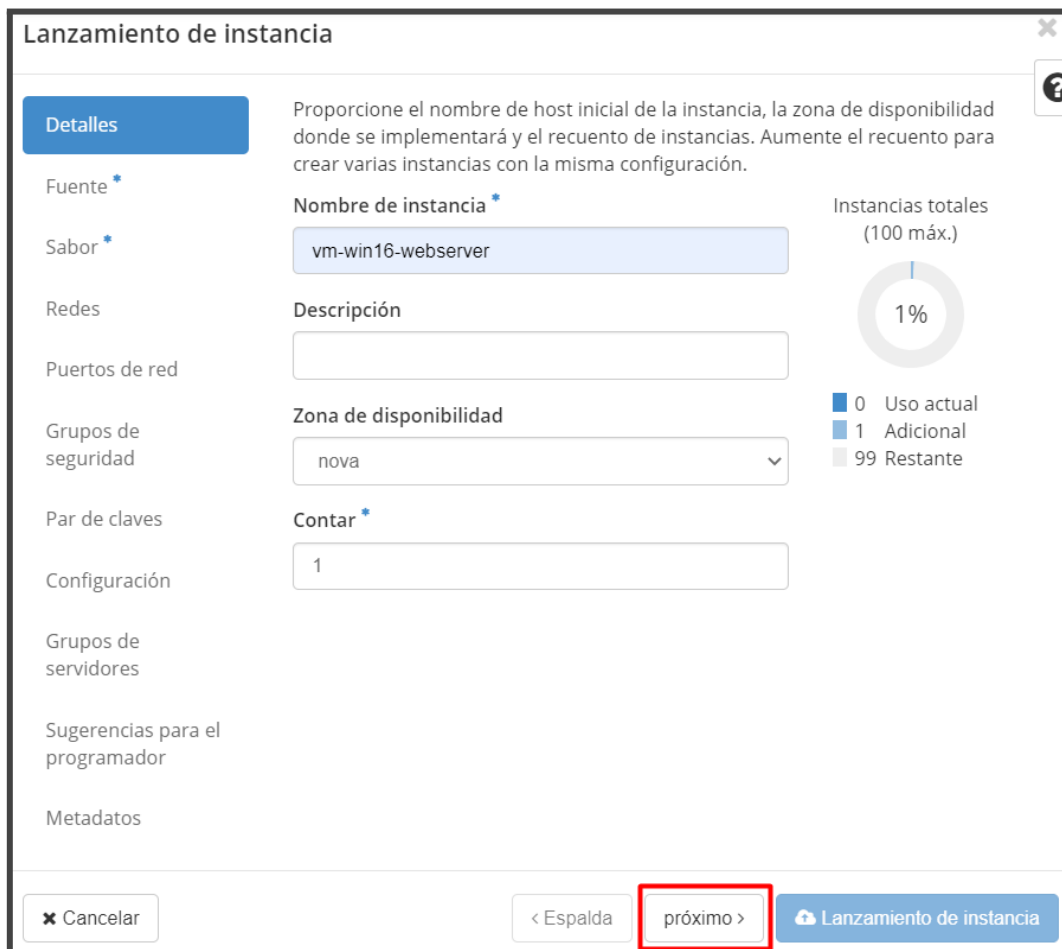 Lanzamiento de instancia
Detalles
Fuente *
Sabor *
Redes
Puertos de red
Grupos de
seguridad
Par de claves
Configuración
Grupos de
servidores
Sugerencias para el
programador
Metadatos
Proporcione el nombre de host inicial de la instancia, la zona de disponibilidad
donde se implementará y el recuento de instancias. Aumente el recuento para
crear varias instancias con la misma configuración.
Nombre de instancia *
vm-win16-webserver
Descripción
Zona de disponibilidad
nova
Contar *
1
Instancias totales
(100 máx.)
1%
0 Uso actual
1 Adicional
99 Restante
× Cancelar
< Espalda
próximo >
Lanzamiento de instancia